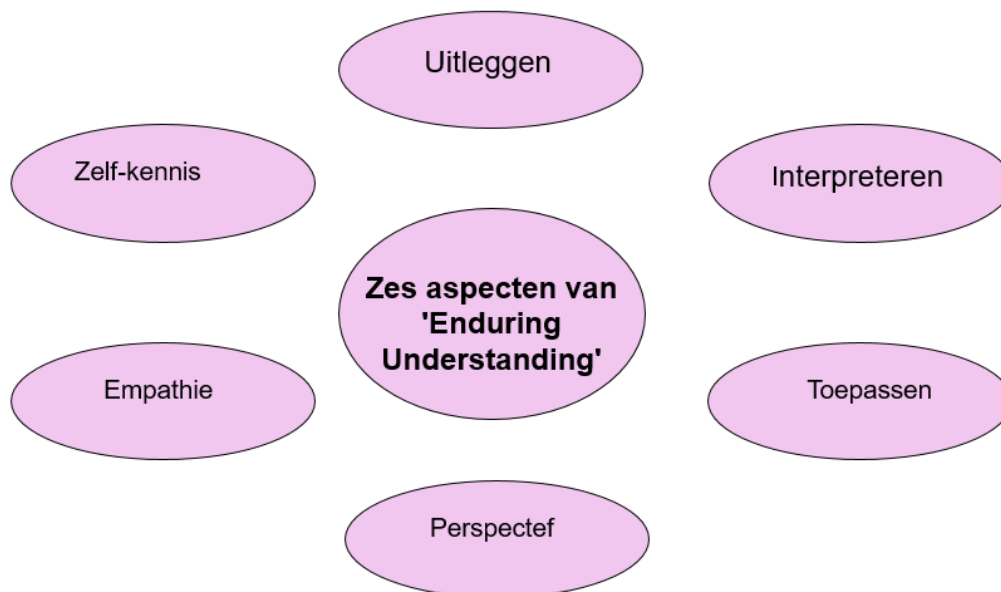 Uitleggen
Zelf-kennis
Interpreteren
Zes aspecten van
'Enduring
Understanding'
Empathie
Toepassen
Perspectef